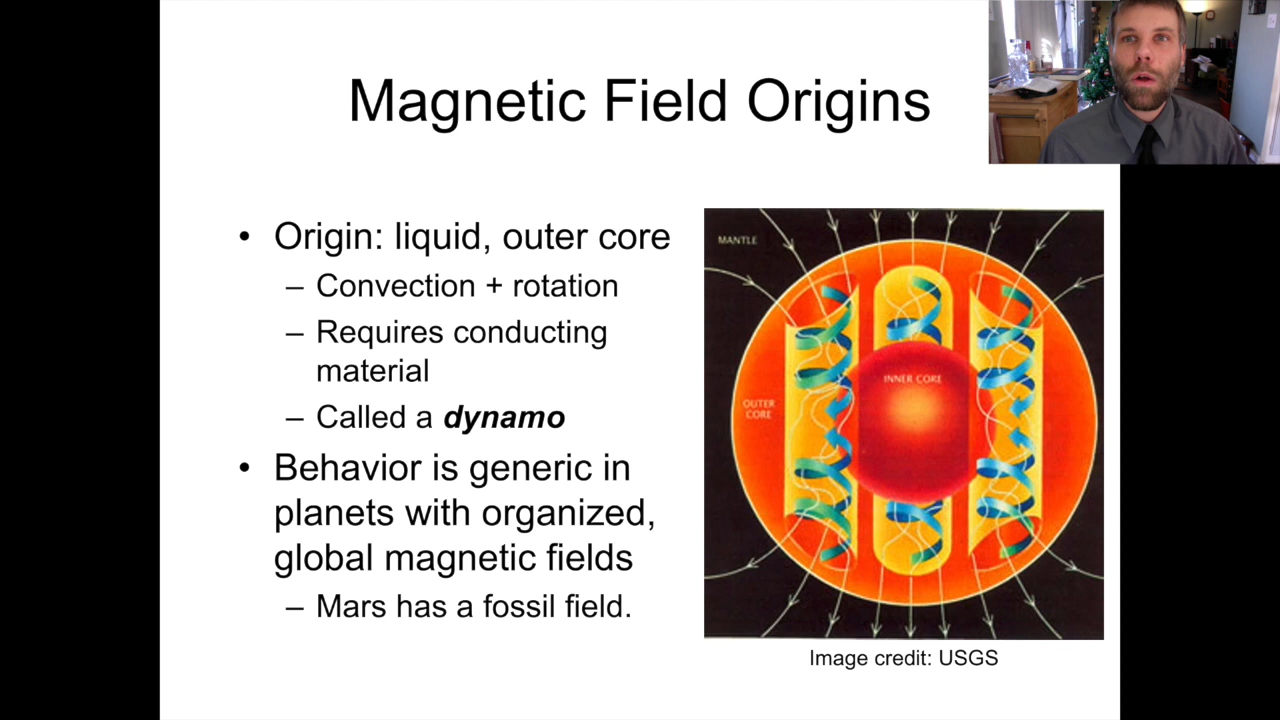 Magnetic Field Origins
• Origin: liquid, outer core
– Convection + rotation
– Requires conducting
material
– Called a dynamo
• Behavior is generic in
planets with organized,
global magnetic fields
– Mars has a fossil field.
MANTLE
INNER CORE
OUTER
CORE
Image credit: USGS